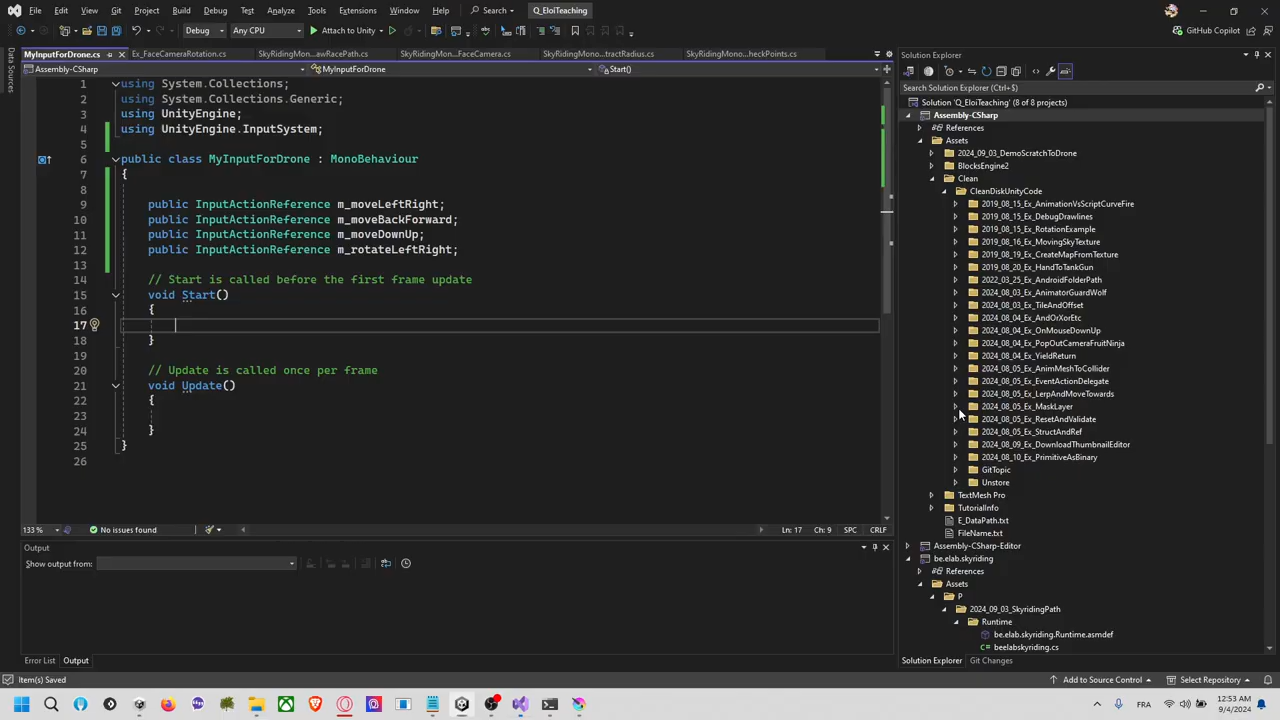 File Edit View Git Project Build Debug Test Analyze Tools Extensions Window Help Search Q_EloiTeaching
Debug Any CPU Attach to Unity GitHub Copilot
Data Sources
MyInputForDrone.cs Ex_FaceCameraRotation.cs SkyRidingMon...awRacePath.cs SkyRidingMono...FaceCamera.cs SkyRidingMono...tractRadius.cs SkyRidingMono...heckPoints.cs
Assembly-CSharp MyInputForDrone Start()
1 using System.Collections;
2 using System.Collections.Generic;
3 using UnityEngine;
4 using UnityEngine.InputSystem;
5
6 public class MyInputForDrone : MonoBehaviour
7 {
8
9 public InputActionReference m_moveLeftRight;
10 public InputActionReference m_moveBackForward;
11 public InputActionReference m_moveDownUp;
12 public InputActionReference m_rotateLeftRight;
13
14 // Start is called before the first frame update
15 void Start()
16 {
17
18 }
19
20 // Update is called once per frame
21 void Update()
22 {
23
24 }
25 }
26
133 % No issues found Ln: 17 Ch: 9 SPC CRLF
Output
Show output from:
Error List Output
Solution Explorer
Search Solution Explorer (Ctrl+$)
Solution 'Q_EloiTeaching' (8 of 8 projects)
Assembly-CSharp
References
Assets
2024_09_03_DemoScratchToDrone
BlocksEngine2
Clean
CleanDiskUnityCode
2019_08_15_Ex_AnimationVsScriptCurveFire
2019_08_15_Ex_DebugDrawlines
2019_08_15_Ex_RotationExample
2019_08_16_Ex_MovingSkyTexture
2019_08_19_Ex_CreateMapFromTexture
2019_08_20_Ex_HandToTankGun
2022_03_25_Ex_AndroidFolderPath
2024_08_03_Ex_AnimatorGuardWolf
2024_08_03_Ex_TileAndOffset
2024_08_04_Ex_AndOrXorEtc
2024_08_04_Ex_OnMouseDownUp
2024_08_04_Ex_PopOutCameraFruitNinja
2024_08_04_Ex_YieldReturn
2024_08_05_Ex_AnimMeshToCollider
2024_08_05_Ex_EventActionDelegate
2024_08_05_Ex_LerpAndMoveTowards
2024_08_05_Ex_MaskLayer
2024_08_05_Ex_ResetAndValidate
2024_08_05_Ex_StructAndRef
2024_08_09_Ex_DownloadThumbnailEditor
2024_08_10_Ex_PrimitiveAsBinary
GitTopic
Unstore
TextMesh Pro
TutorialInfo
E_DataPath.txt
FileName.txt
Assembly-CSharp-Editor
be.elab.skyriding
References
Assets
P
2024_09_03_SkyridingPath
Runtime
be.elab.skyriding.Runtime.asmdef
beelabskyriding.cs
Solution Explorer Git Changes
Item(s) Saved Add to Source Control Select Repository
FRA 12:53 AM
9/4/2024